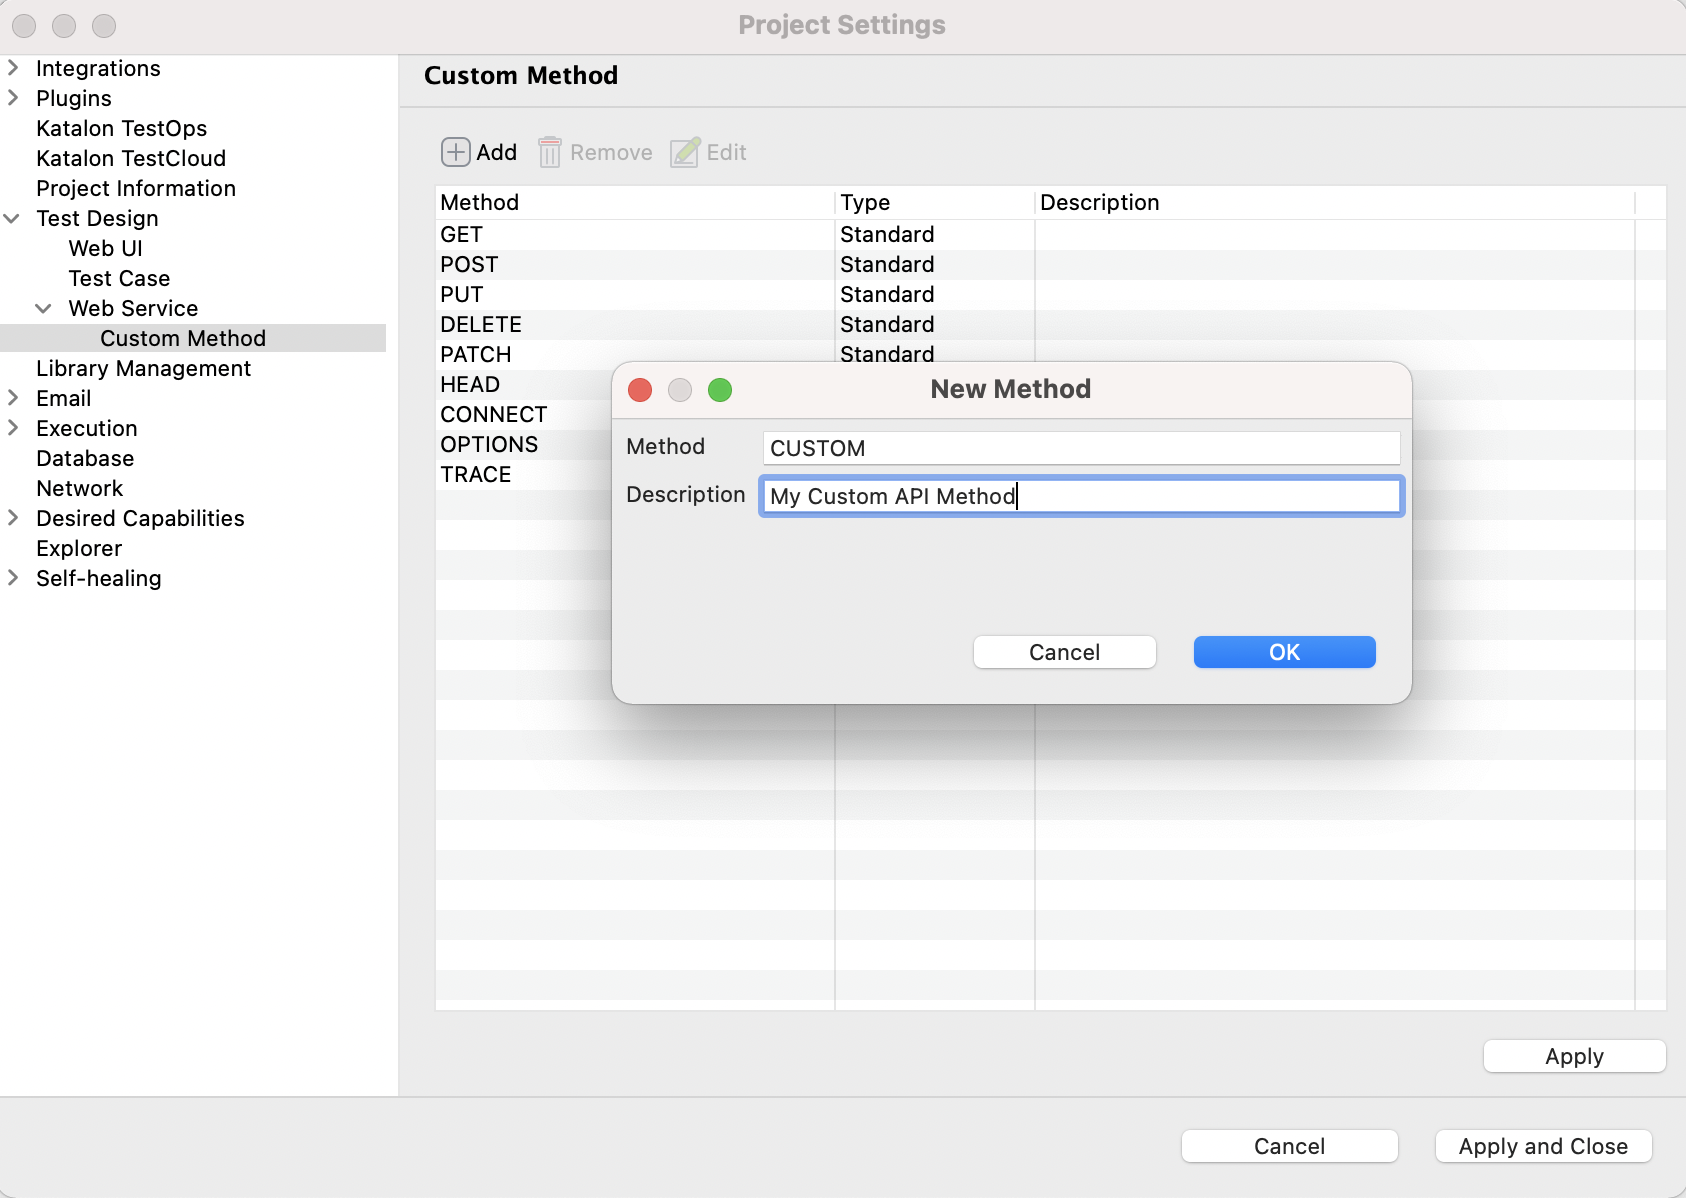 Project Settings
Integrations
Plugins
Katalon TestOps
Katalon TestCloud
Project Information
Test Design
Web UI
Test Case
Web Service
Custom Method
Library Management
Email
Execution
Database
Network
Desired Capabilities
Explorer
Self-healing
Custom Method
Add Remove Edit
Method Type Description
GET Standard
POST Standard
PUT Standard
DELETE Standard
PATCH Standard
HEAD
CONNECT
OPTIONS
TRACE
New Method
Method CUSTOM
Description My Custom API Method
Cancel OK
Apply
Cancel Apply and Close